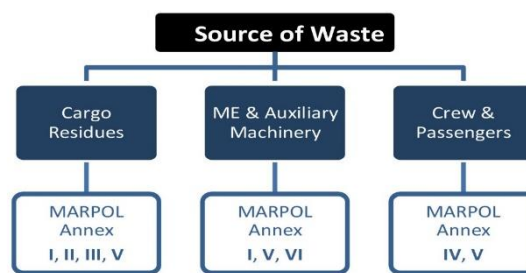 Source of Waste
Cargo
Residues
ME & Auxiliary
Machinery
Crew &
Passengers
MARPOL
Annex
I, II, III, V
MARPOL
Annex
I, V, VI
MARPOL
Annex
IV, V